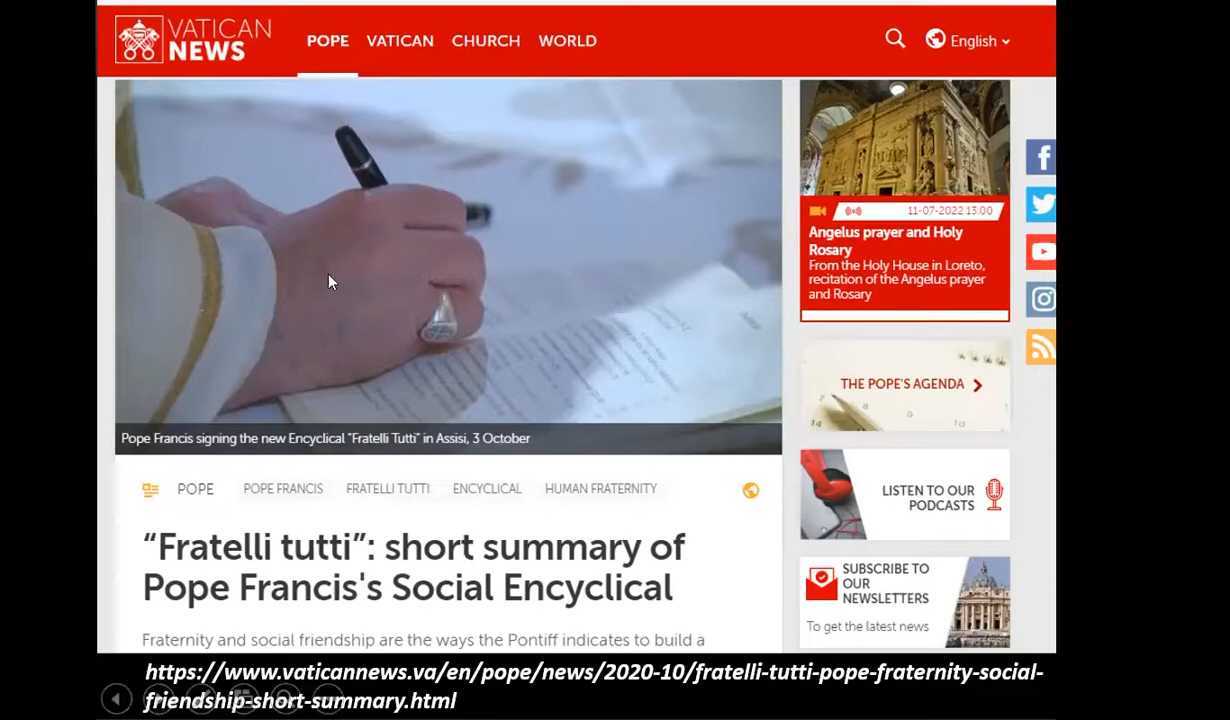 VATICAN
NEWS
POPE VATICAN CHURCH WORLD
English
Pope Francis signing the new Encyclical "Fratelli Tutti" in Assisi, 3 October
POPE POPE FRANCIS FRATELLI TUTTI ENCYCLICAL HUMAN FRATERNITY
“Fratelli tutti”: short summary of
Pope Francis's Social Encyclical
Fraternity and social friendship are the ways the Pontiff indicates to build a
11-07-2022 13:00
Angelus prayer and Holy
Rosary
From the Holy House in Loreto,
recitation of the Angelus prayer
and Rosary
THE POPE'S AGENDA
LISTEN TO OUR
PODCASTS
SUBSCRIBE TO
OUR
NEWSLETTERS
To get the latest news
https://www.vaticannews.va/en/pope/news/2020-10/fratelli-tutti-pope-fraternity-social-
friendship-short-summary.html